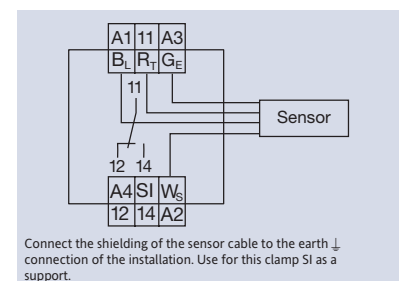 A1 11 A3
BL RT GE
11
Sensor
12 14
A4 SI WS
12 14 A2
Connect the shielding of the sensor cable to the earth ⏚
connection of the installation. Use for this clamp SI as a
support.